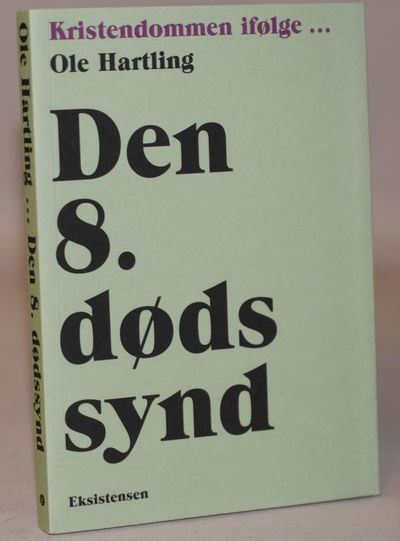 Kristendommen ifølge ...
Ole Hartling
Den
8.
døds
synd
Eksistensen
Ole Hartling ... Den 8. dødssynd